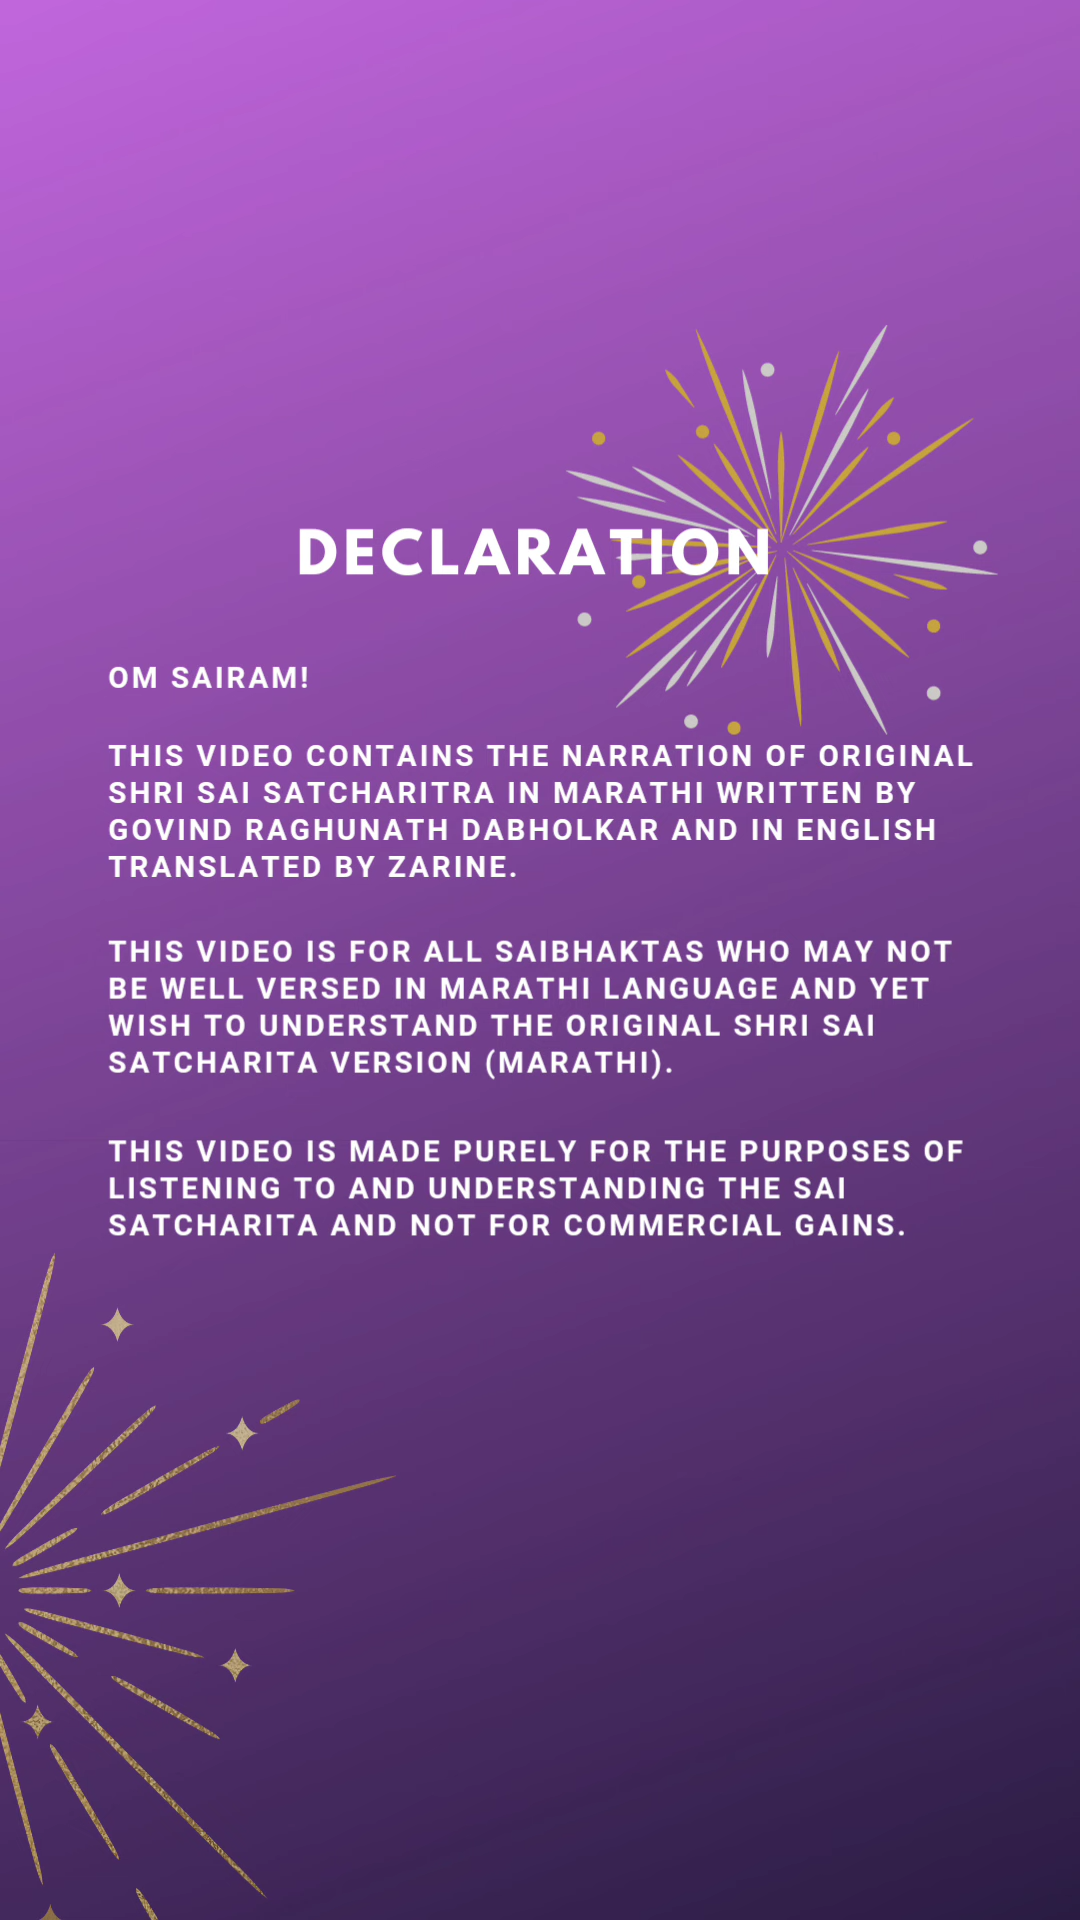 DECLARATION
OM SAIRAM!
THIS VIDEO CONTAINS THE NARRATION OF ORIGINAL
SHRI SAI SATCHARITRA IN MARATHI WRITTEN BY
GOVIND RAGHUNATH DABHOLKAR AND IN ENGLISH
TRANSLATED BY ZARINE.
THIS VIDEO IS FOR ALL SAIBHAKTAS WHO MAY NOT
BE WELL VERSED IN MARATHI LANGUAGE AND YET
WISH TO UNDERSTAND THE ORIGINAL SHRI SAI
SATCHARITA VERSION (MARATHI).
THIS VIDEO IS MADE PURELY FOR THE PURPOSES OF
LISTENING TO AND UNDERSTANDING THE SAI
SATCHARITA AND NOT FOR COMMERCIAL GAINS.